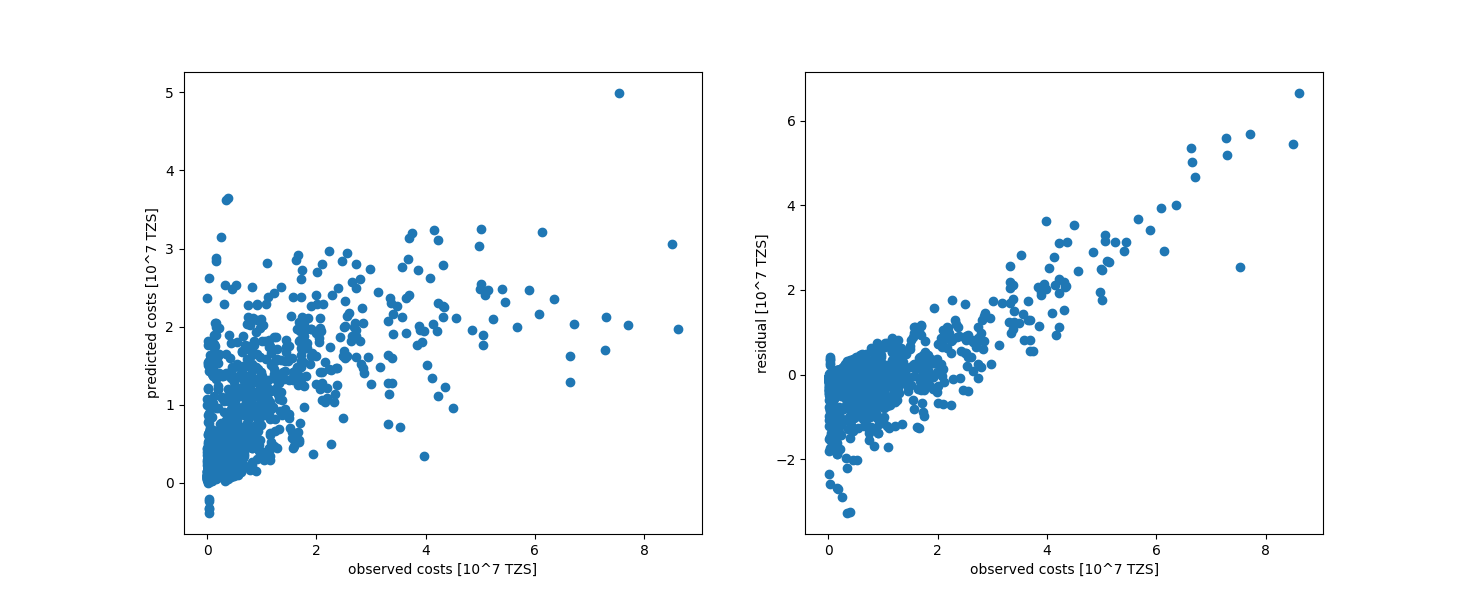 5
4
3
2
1
0
predicted costs [10^7 TZS]
0 2 4 6 8
observed costs [10^7 TZS]
6
4
2
0
−2
residual [10^7 TZS]
0 2 4 6 8
observed costs [10^7 TZS]